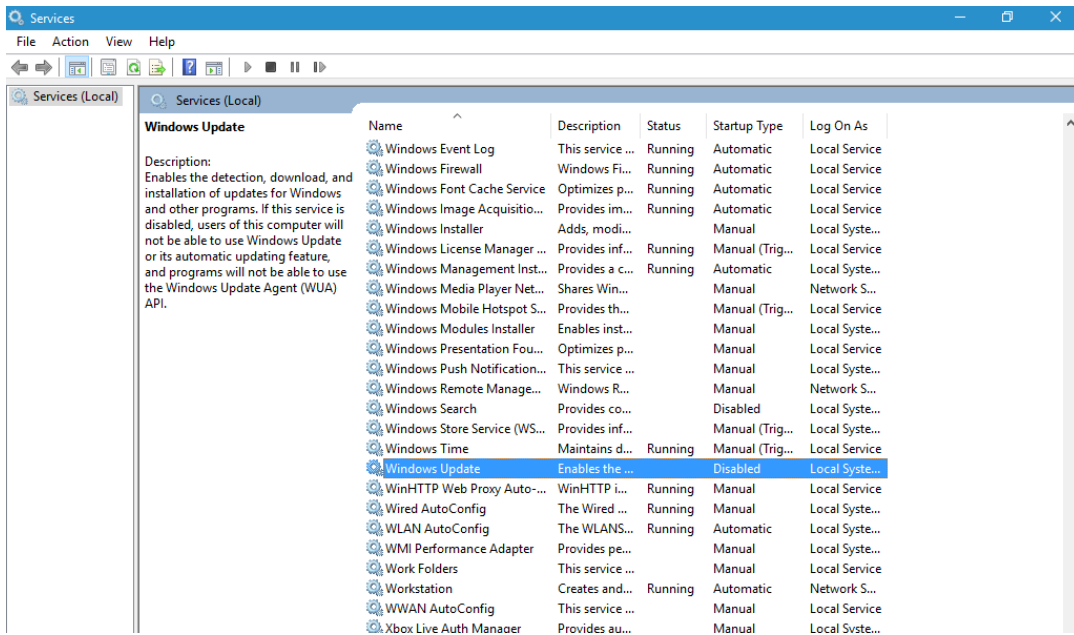 Services
File Action View Help
Services (Local)
Services (Local)
Windows Update
Description:
Enables the detection, download, and
installation of updates for Windows
and other programs. If this service is
disabled, users of this computer will
not be able to use Windows Update
or its automatic updating feature,
and programs will not be able to use
the Windows Update Agent (WUA)
API.
Name Description Status Startup Type Log On As
Windows Event Log This service ... Running Automatic Local Service
Windows Firewall Windows Fi... Running Automatic Local Service
Windows Font Cache Service Optimizes p... Running Automatic Local Service
Windows Image Acquisitio... Provides im... Running Automatic Local Service
Windows Installer Adds, modi... Manual Local Syste...
Windows License Manager ... Provides inf... Running Manual (Trig... Local Service
Windows Management Inst... Provides a c... Running Automatic Local Syste...
Windows Media Player Net... Shares Win... Manual Network S...
Windows Mobile Hotspot S... Provides th... Manual (Trig... Local Service
Windows Modules Installer Enables inst... Manual Local Syste...
Windows Presentation Fou... Optimizes p... Manual Local Service
Windows Push Notification... This service ... Manual Local Syste...
Windows Remote Manage... Windows R... Manual Network S...
Windows Search Provides co... Disabled Local Syste...
Windows Store Service (WS... Provides inf... Manual (Trig... Local Syste...
Windows Time Maintains d... Running Manual (Trig... Local Service
Windows Update Enables the ... Disabled Local Syste...
WinHTTP Web Proxy Auto-... WinHTTP i... Running Manual Local Service
Wired AutoConfig The Wired ... Running Manual Local Syste...
WLAN AutoConfig The WLANS... Running Automatic Local Syste...
WMI Performance Adapter Provides pe... Manual Local Syste...
Work Folders This service ... Manual Local Service
Workstation Creates and... Running Automatic Network S...
WWAN AutoConfig This service ... Manual Local Service
Xbox Live Auth Manager Provides au... Manual Local Syste...